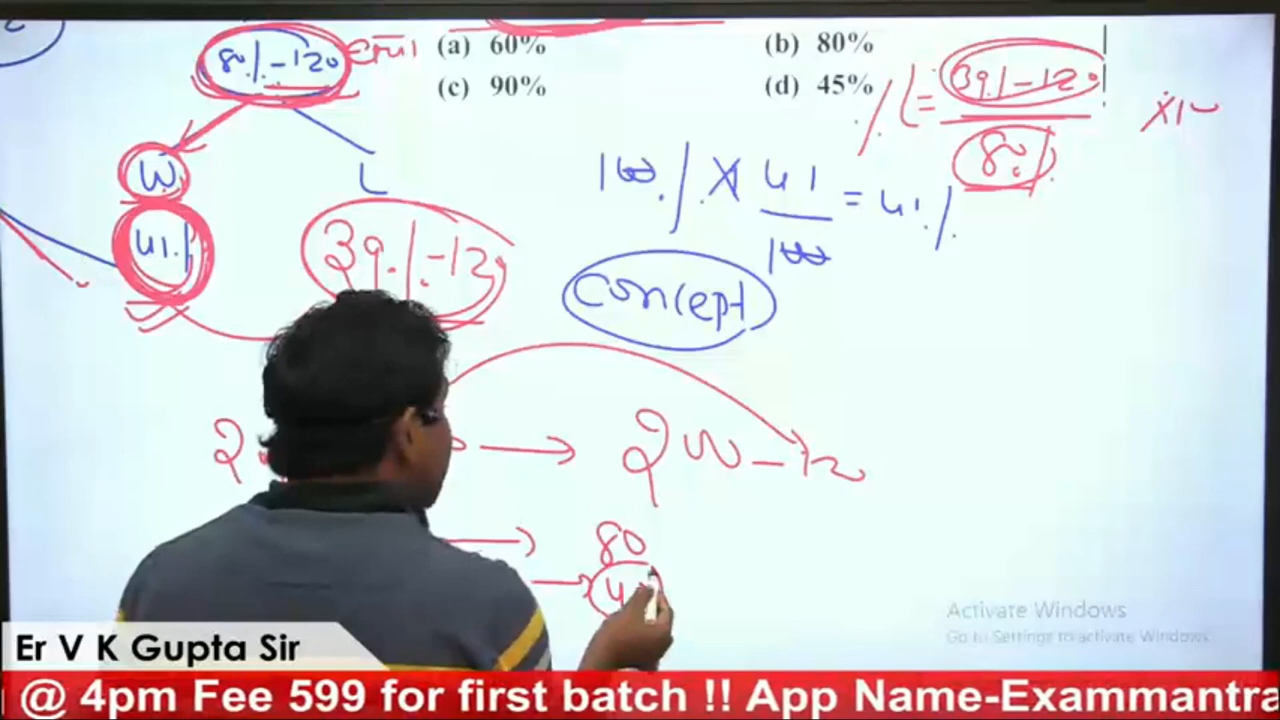 80% - 120
(a) 60%
(b) 80%
(c) 90%
(d) 45%
% L = 39% - 120
80%
W
L
41%
39% - 120
100% × 41 = 41%
100
concept
200 - 120
80
Activate Windows
Go to Settings to activate Windows.
Er V K Gupta Sir
@ 4pm Fee 599 for first batch !! App Name-Exammantra